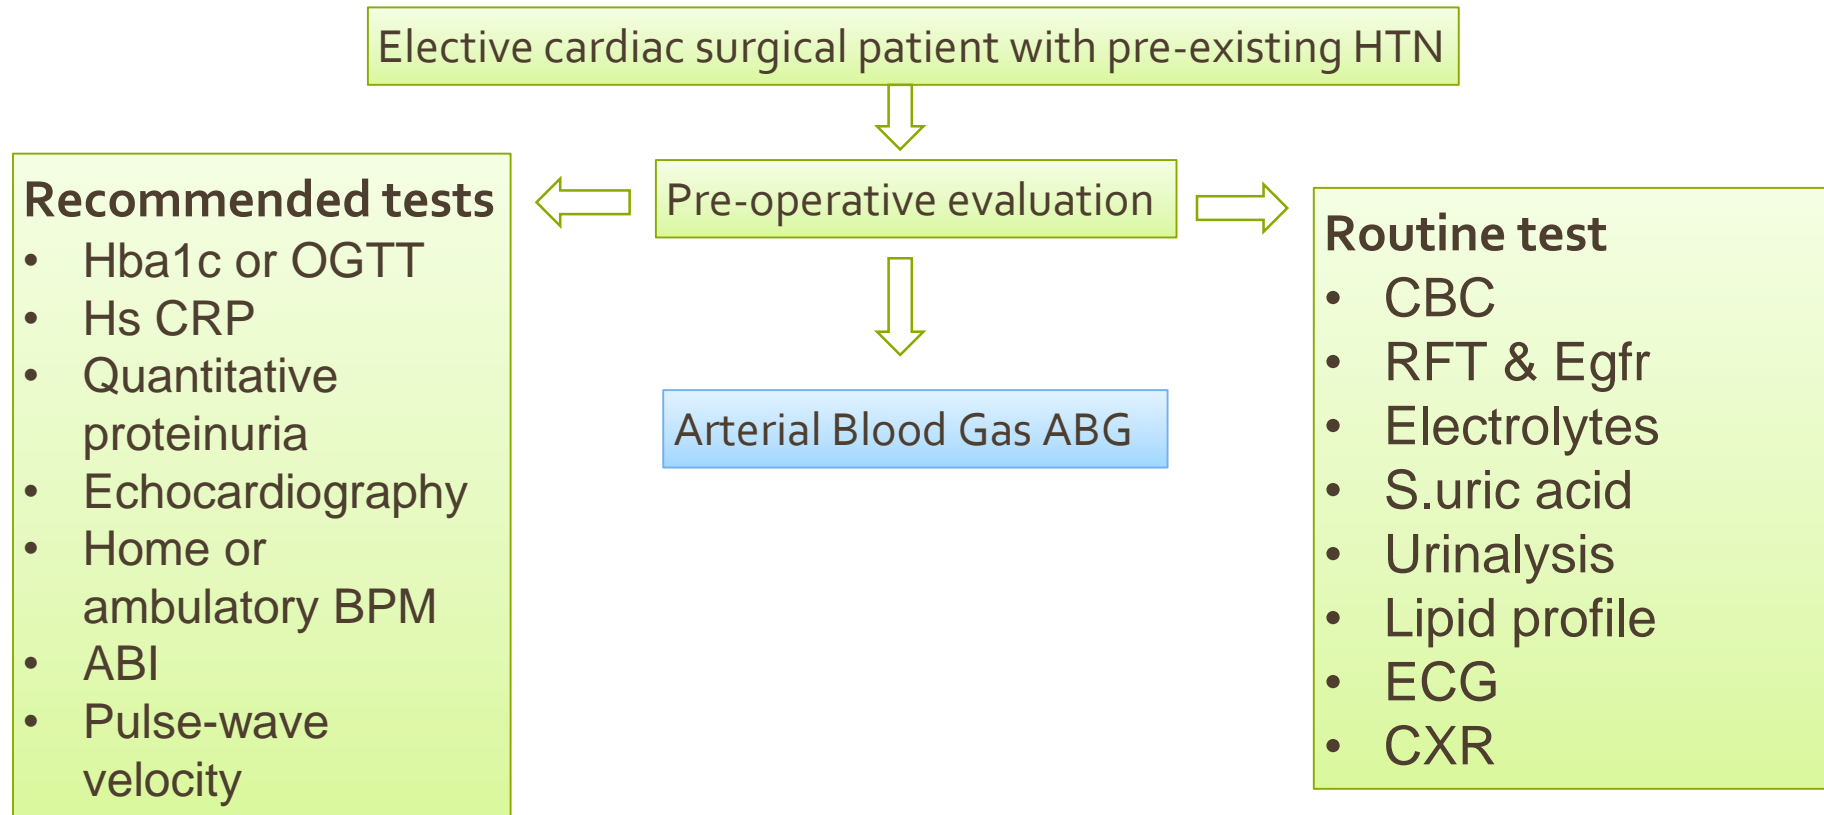 Elective cardiac surgical patient with pre-existing HTN
Pre-operative evaluation
Recommended tests
• Hba1c or OGTT
• Hs CRP
• Quantitative
proteinuria
• Echocardiography
• Home or
ambulatory BPM
• ABI
• Pulse-wave
velocity
Arterial Blood Gas ABG
Routine test
• CBC
• RFT & Egfr
• Electrolytes
• S.uric acid
• Urinalysis
• Lipid profile
• ECG
• CXR